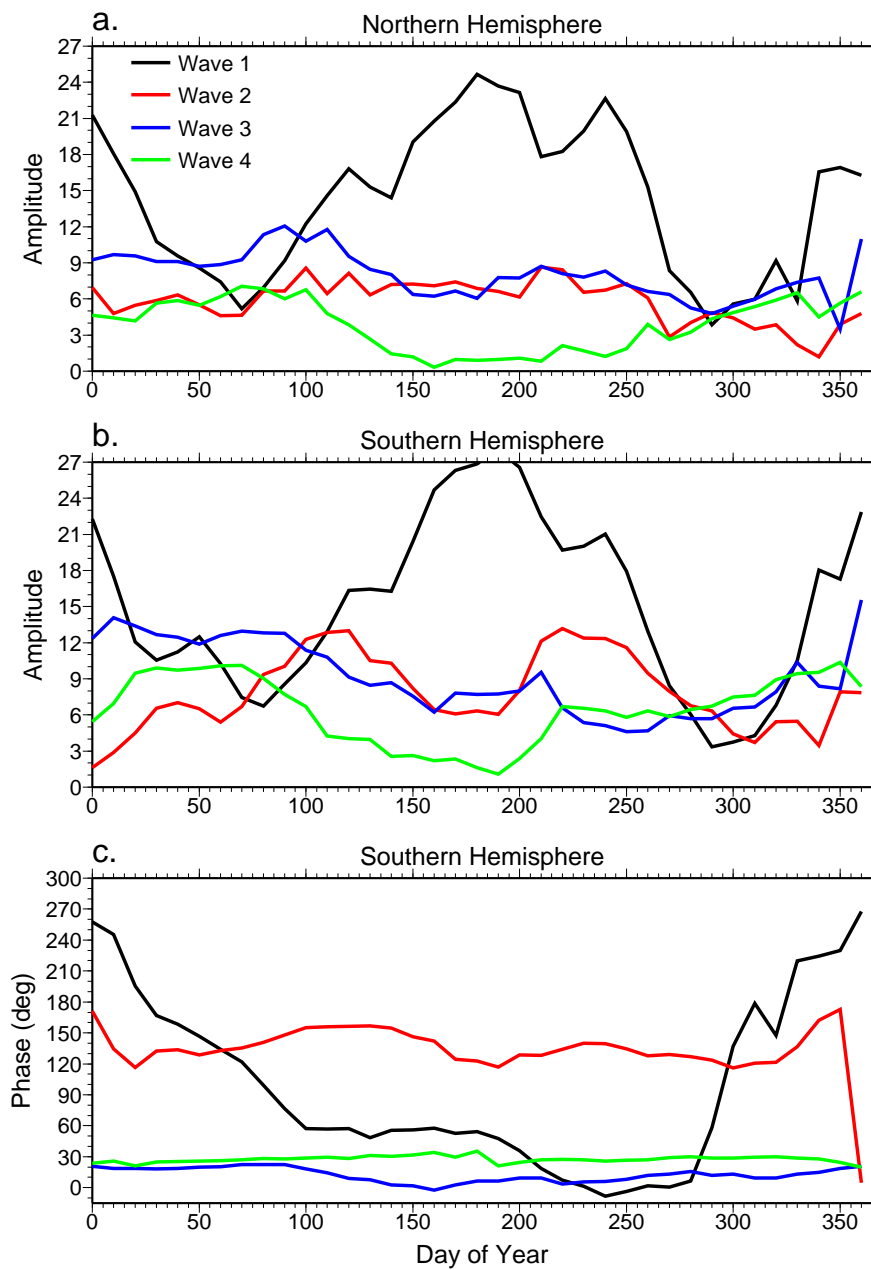 a.
Northern Hemisphere
27
24
21
18
15
12
9
6
3
0
Amplitude
Wave 1
Wave 2
Wave 3
Wave 4
0 50 100 150 200 250 300 350
b.
Southern Hemisphere
27
24
21
18
15
12
9
6
3
0
Amplitude
0 50 100 150 200 250 300 350
c.
Southern Hemisphere
300
270
240
210
180
150
120
90
60
30
0
Phase (deg)
0 50 100 150 200 250 300 350
Day of Year